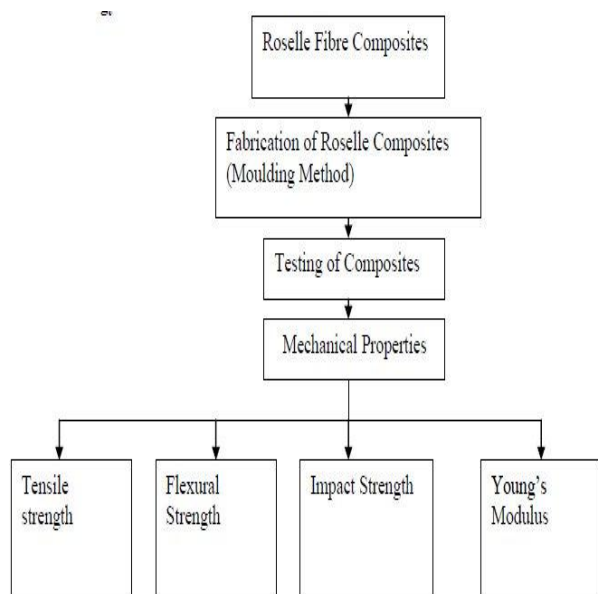 Roselle Fibre Composites
Fabrication of Roselle Composites
(Moulding Method)
Testing of Composites
Mechanical Properties
Tensile
strength
Flexural
Strength
Impact Strength
Young's
Modulus